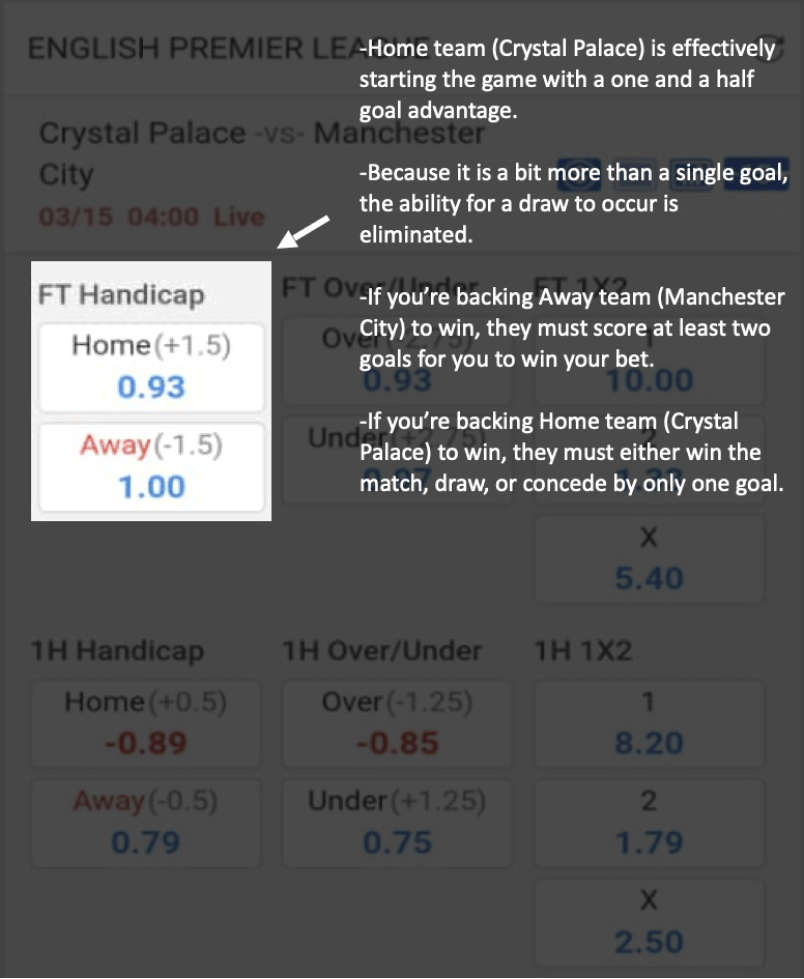 ENGLISH PREMIER LEAGUE
-Home team (Crystal Palace) is effectively
starting the game with a one and a half
goal advantage.
Crystal Palace -vs- Manchester
City
03/15 04:00 Live
-Because it is a bit more than a single goal,
the ability for a draw to occur is
eliminated.
-If you’re backing Away team (Manchester
City) to win, they must score at least two
goals for you to win your bet.
-If you’re backing Home team (Crystal
Palace) to win, they must either win the
match, draw, or concede by only one goal.
FT Handicap
Home(+1.5)
0.93
Away(-1.5)
1.00
FT Over/Under
Over(-2.75)
0.93
Under(+2.75)
0.97
FT 1X2
1
10.00
2
X
5.40
1H Handicap
Home(+0.5)
-0.89
Away(-0.5)
0.79
1H Over/Under
Over(-1.25)
-0.85
Under(+1.25)
0.75
1H 1X2
1
8.20
2
1.79
X
2.50